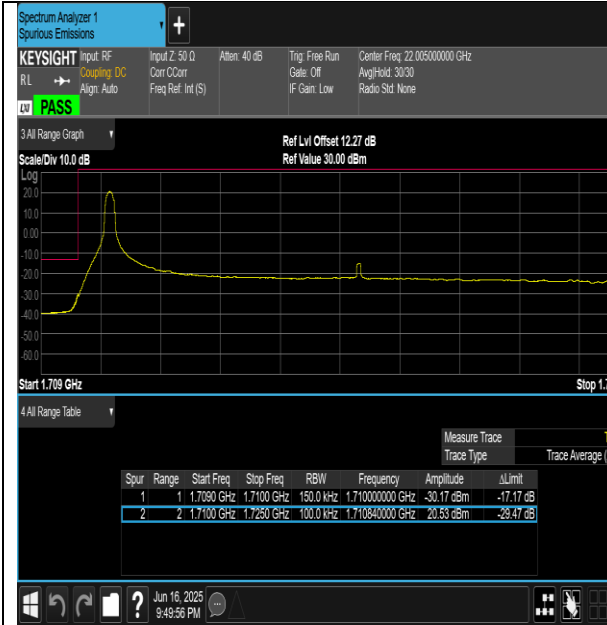 Spectrum Analyzer 1
Spurious Emissions
KEYSIGHT Input: RF Input Z: 50 Ω Atten: 40 dB Trig: Free Run Center Freq: 22.005000000 GHz
RL Coupling: DC Corr CCorr Gate: Off Avg|Hold: 30/30
Align: Auto Freq Ref: Int (S) IF Gain: Low Radio Std: None
LXI PASS
3 All Range Graph
Ref Lvl Offset 12.27 dB
Scale/Div 10.0 dB Ref Value 30.00 dBm
Log
20.0
10.0
0.00
-10.0
-20.0
-30.0
-40.0
-50.0
-60.0
Start 1.709 GHz Stop 1.7
4 All Range Table
Measure Trace
Trace Type Trace Average (
Spur Range Start Freq Stop Freq RBW Frequency Amplitude ΔLimit
1 1 1.7090 GHz 1.7100 GHz 150.0 kHz 1.710000000 GHz -30.17 dBm -17.17 dB
2 2 1.7100 GHz 1.7250 GHz 100.0 kHz 1.710840000 GHz 20.53 dBm -29.47 dB
Jun 16, 2025
9:49:56 PM